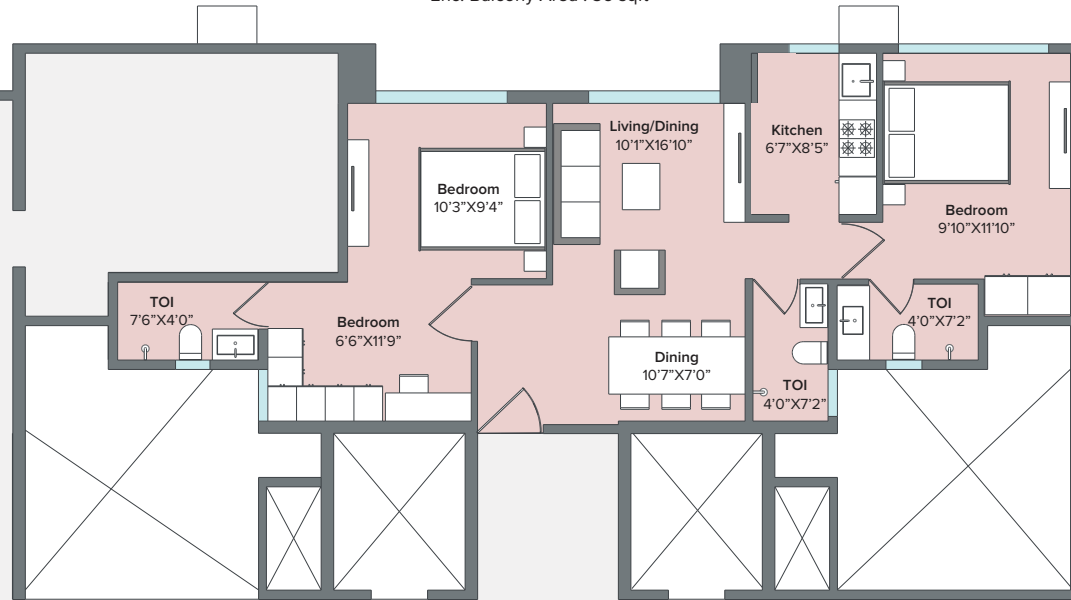 Living/Dining
10'1"X16'10"
Kitchen
6'7"X8'5"
Bedroom
10'3"X9'4"
Bedroom
9'10"X11'10"
TOI
7'6"X4'0"
Bedroom
6'6"X11'9"
TOI
4'0"X7'2"
Dining
10'7"X7'0"
TOI
4'0"X7'2"